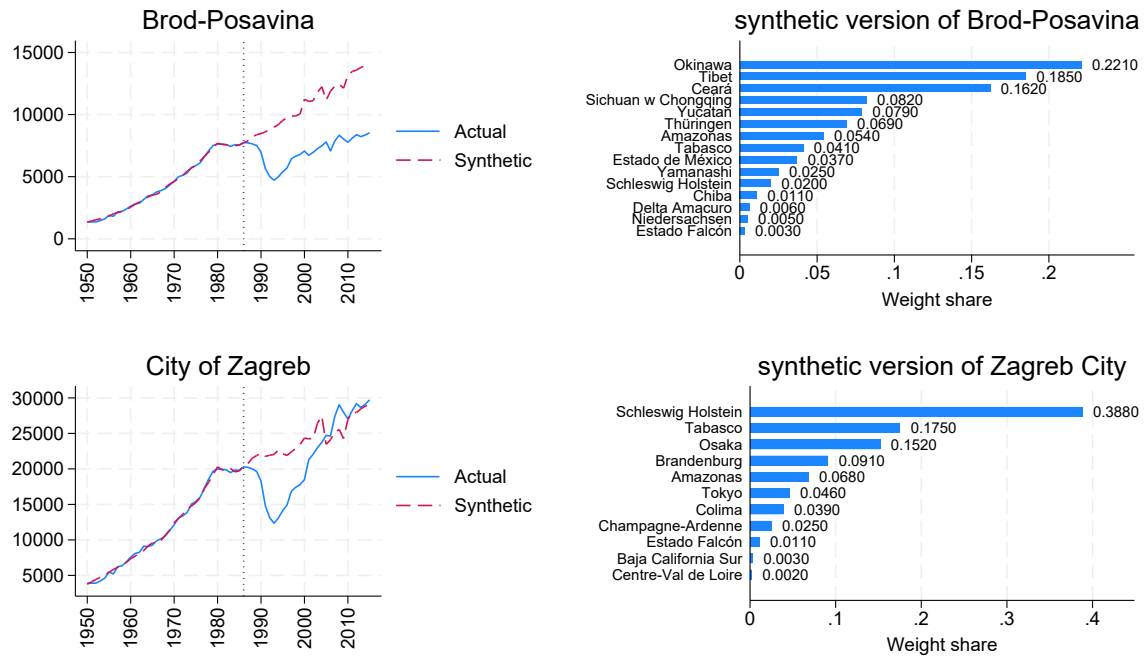 Brod-Posavina
15000
10000
5000
0
1950
1960
1970
1980
1990
2000
2010
Actual
Synthetic
synthetic version of Brod-Posavina
Okinawa 0.2210
Tibet 0.1850
Ceará 0.1620
Sichuan w Chongqing 0.0820
Yucatán 0.0790
Thüringen 0.0690
Amazonas 0.0540
Tabasco 0.0410
Estado de México 0.0370
Yamanashi 0.0250
Schleswig Holstein 0.0200
Chiba 0.0110
Delta Amacuro 0.0060
Niedersachsen 0.0050
Estado Falcón 0.0030
0 .05 .1 .15 .2
Weight share
City of Zagreb
30000
25000
20000
15000
10000
5000
1950
1960
1970
1980
1990
2000
2010
Actual
Synthetic
synthetic version of Zagreb City
Schleswig Holstein 0.3880
Tabasco 0.1750
Osaka 0.1520
Brandenburg 0.0910
Amazonas 0.0680
Tokyo 0.0460
Colima 0.0390
Champagne-Ardenne 0.0250
Estado Falcón 0.0110
Baja California Sur 0.0030
Centre-Val de Loire 0.0020
0 .1 .2 .3 .4
Weight share